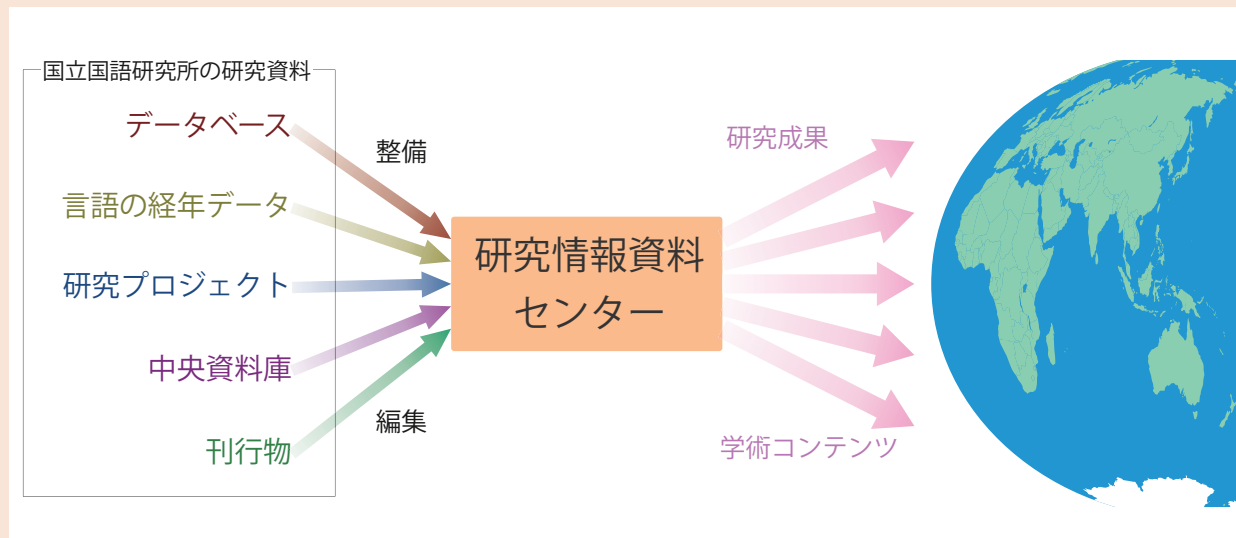 国立国語研究所の研究資料
データベース
言語の経年データ
研究プロジェクト
中央資料庫
刊行物
整備
編集
研究情報資料
センター
研究成果
学術コンテンツ